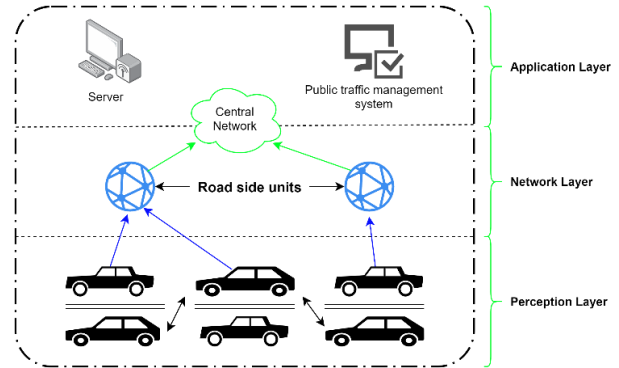 Server
Public traffic management
system
Application Layer
Central
Network
Road side units
Network Layer
Perception Layer